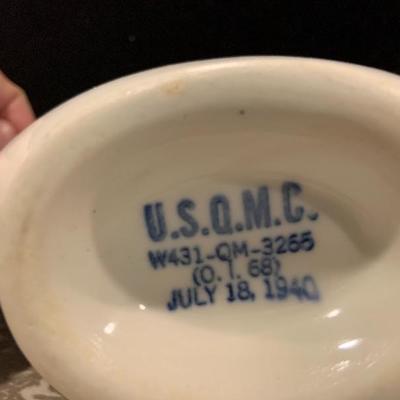 U.S.Q.M.C.
W431-QM-3265
(O. I. 68)
JULY 18, 1940